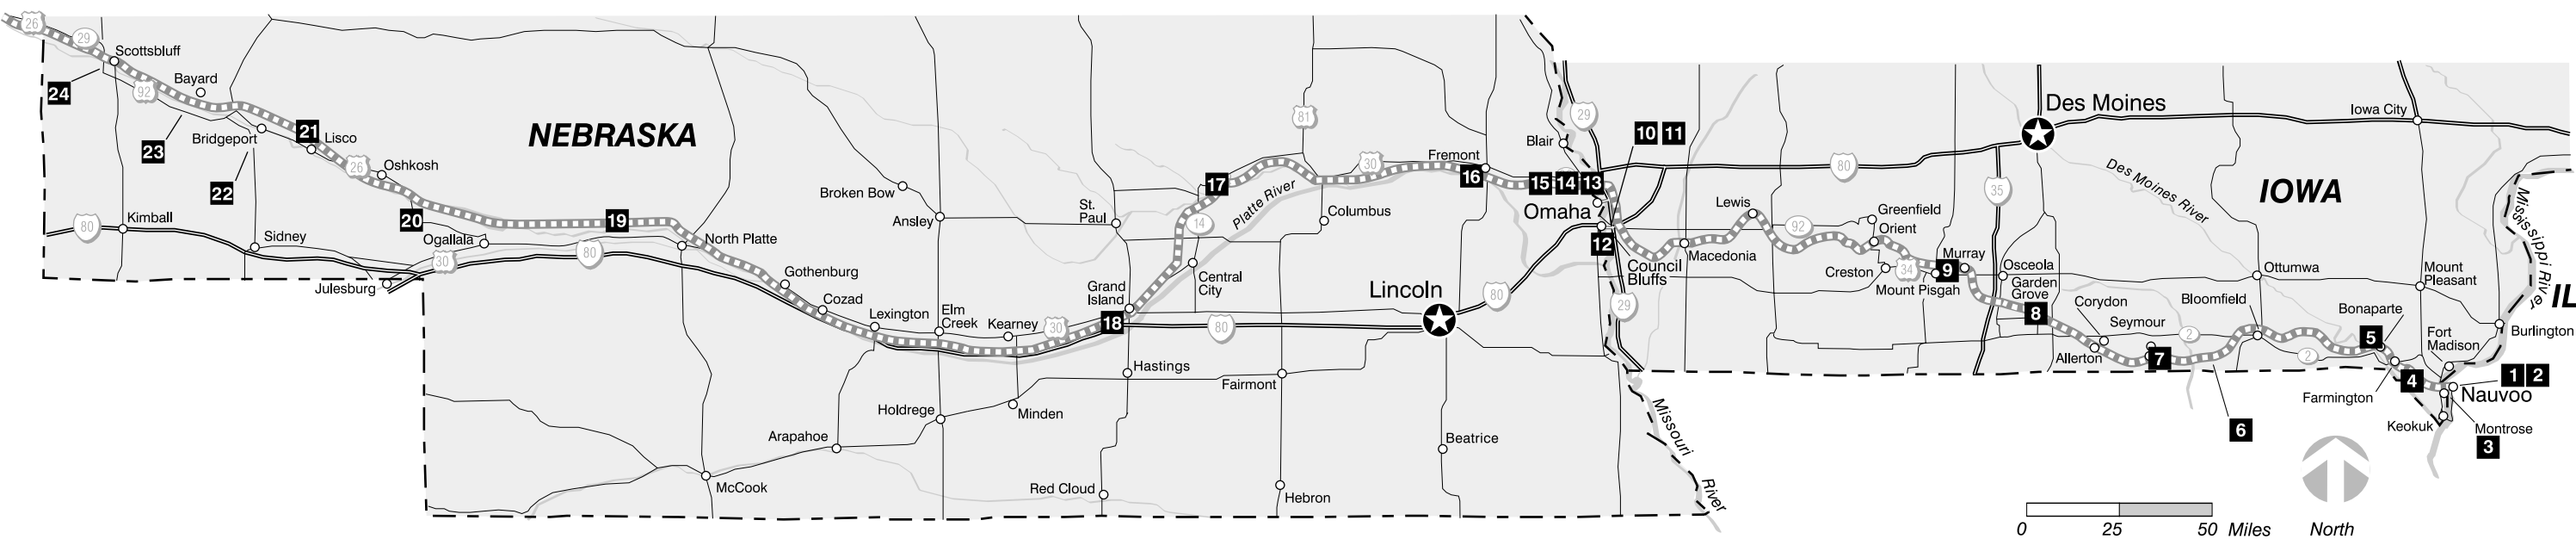 26
29
Scottsbluff
24
92
Bayard
23
Bridgeport
22
21
Lisco
26
Oshkosh
NEBRASKA
80
Kimball
Sidney
20
Ogallala
19
30
Julesburg
80
North Platte
Gothenburg
Cozad
Lexington
Elm
Creek
Kearney
30
Broken Bow
Ansley
St.
Paul
17
14
Platte River
81
30
Columbus
Central
City
Grand
Island
18
80
Hastings
Fairmont
Holdrege
Minden
Arapahoe
McCook
Red Cloud
Hebron
Beatrice
Lincoln
80
Fremont
16
15
14
13
Blair
29
10
11
Omaha
12
Council
Bluffs
29
Missouri
River
80
Macedonia
Lewis
92
Greenfield
Orient
Creston
34
Mount Pisgah
9
Murray
35
Des Moines
Des Moines River
IOWA
Iowa City
Osceola
Garden
Grove
8
Corydon
Seymour
Allerton
7
2
Bloomfield
Ottumwa
6
2
Bonaparte
5
Farmington
4
Mount
Pleasant
Fort
Madison
Burlington
Mississippi River
IL
1
2
Nauvoo
Keokuk
Montrose
3
0
25
50
Miles
North